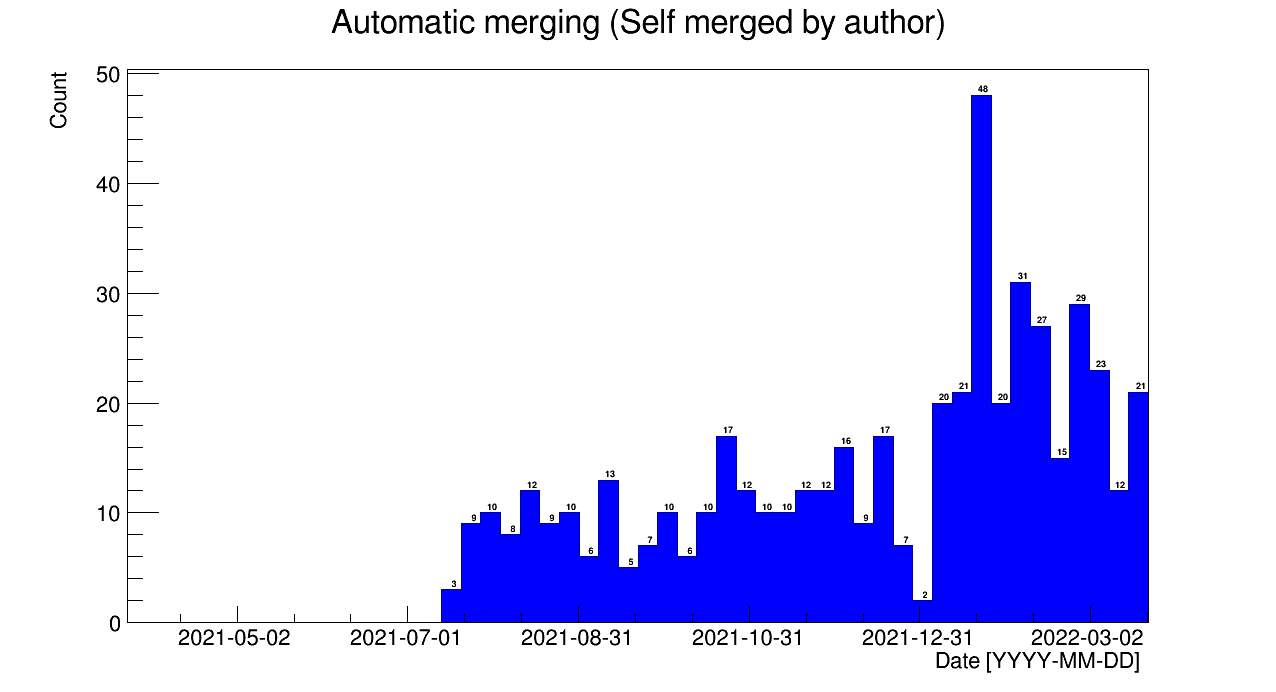 Automatic merging (Self merged by author)
Count
50
40
30
20
10
0
3 9 10 8 12 9 10 6 13 5 7 10 6 10 17 12 10 10 12 12 16 9 17 7 2 20 21 48 20 31 27 15 29 23 12 21
2021-05-02 2021-07-01 2021-08-31 2021-10-31 2021-12-31 2022-03-02
Date [YYYY-MM-DD]